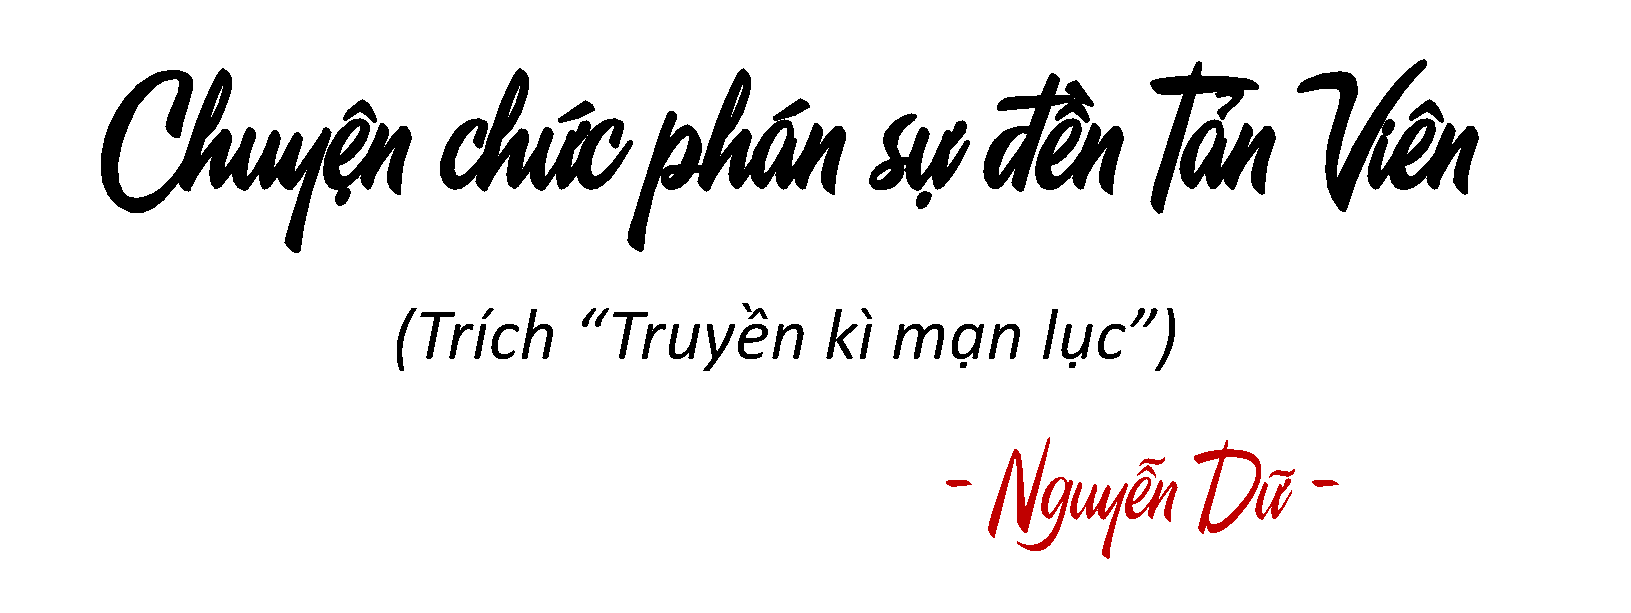 Chuyện chức phán sự đền Tản Viên
(Trích “Truyền kì mạn lục”)
- Nguyễn Dữ -